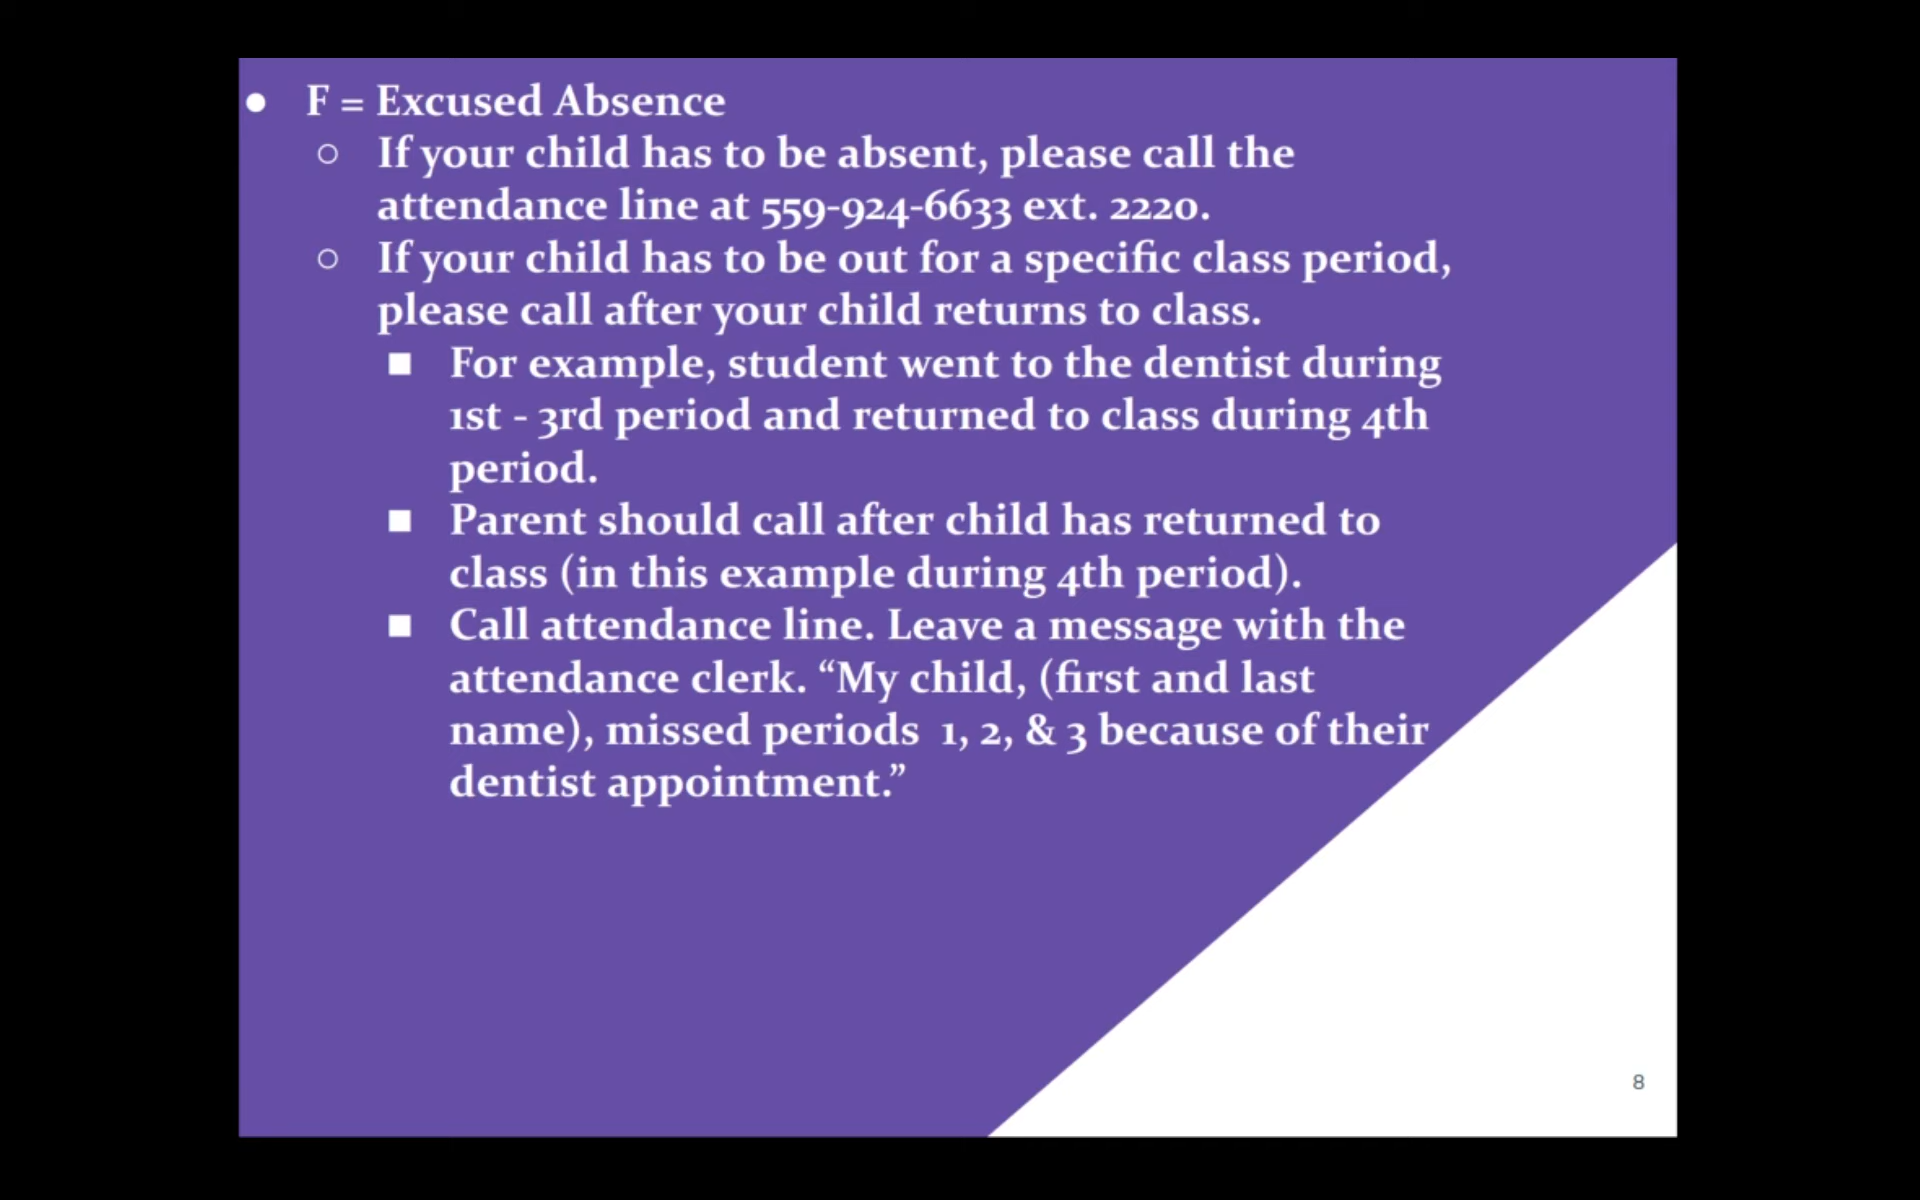 ● F = Excused Absence
○ If your child has to be absent, please call the
attendance line at 559-924-6633 ext. 2220.
○ If your child has to be out for a specific class period,
please call after your child returns to class.
■ For example, student went to the dentist during
1st - 3rd period and returned to class during 4th
period.
■ Parent should call after child has returned to
class (in this example during 4th period).
■ Call attendance line. Leave a message with the
attendance clerk. “My child, (first and last
name), missed periods  1, 2, & 3 because of their
dentist appointment.”
8